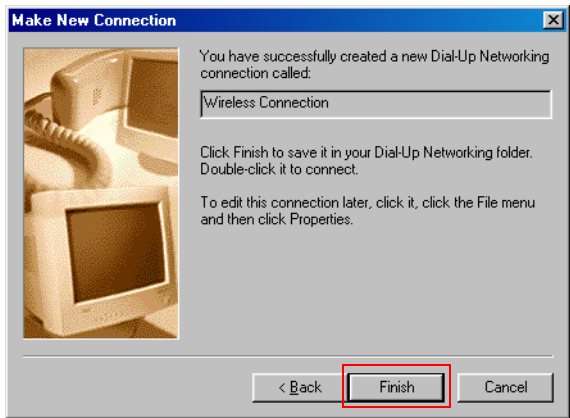 Make New Connection
You have successfully created a new Dial-Up Networking
connection called:
Wireless Connection
Click Finish to save it in your Dial-Up Networking folder.
Double-click it to connect.
To edit this connection later, click it, click the File menu
and then click Properties.
< Back
Finish
Cancel